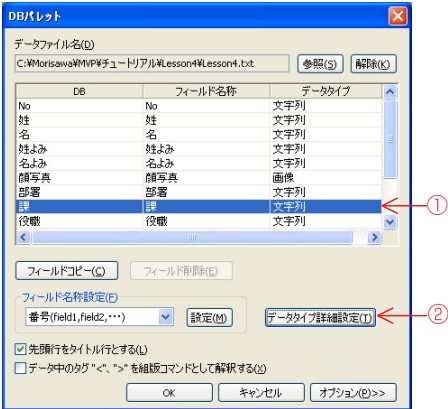 DBパレット
データファイル名(D)
C:¥Morisawa¥MVP¥チュートリアル¥Lesson4¥Lesson4.txt 参照(S) 解除(K)
DB フィールド名称 データタイプ
No No 文字列
姓 姓 文字列
名 名 文字列
姓よみ 姓よみ 文字列
名よみ 名よみ 文字列
顔写真 顔写真 画像
部署 部署 文字列
課 課 文字列 ①
役職 役職 文字列
フィールドコピー(C) フィールド削除(E)
フィールド名称設定(F)
番号(field1,field2,・・・) 設定(M) データタイプ詳細設定(T) ②
先頭行をタイトル行とする(L)
データ中のタグ "<"、">" を組版コマンドとして解釈する(X)
OK キャンセル オプション(P)>>